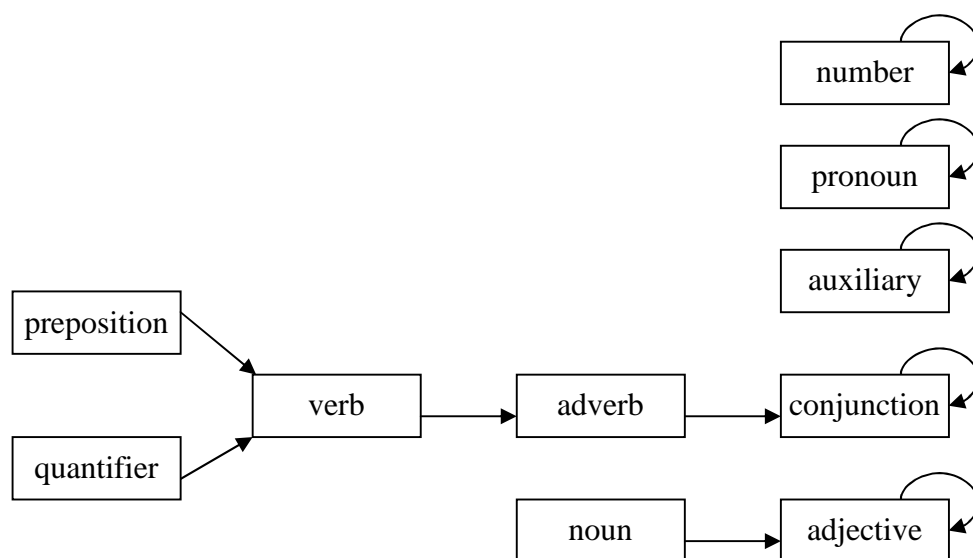 number
pronoun
auxiliary
preposition
verb
adverb
conjunction
quantifier
noun
adjective